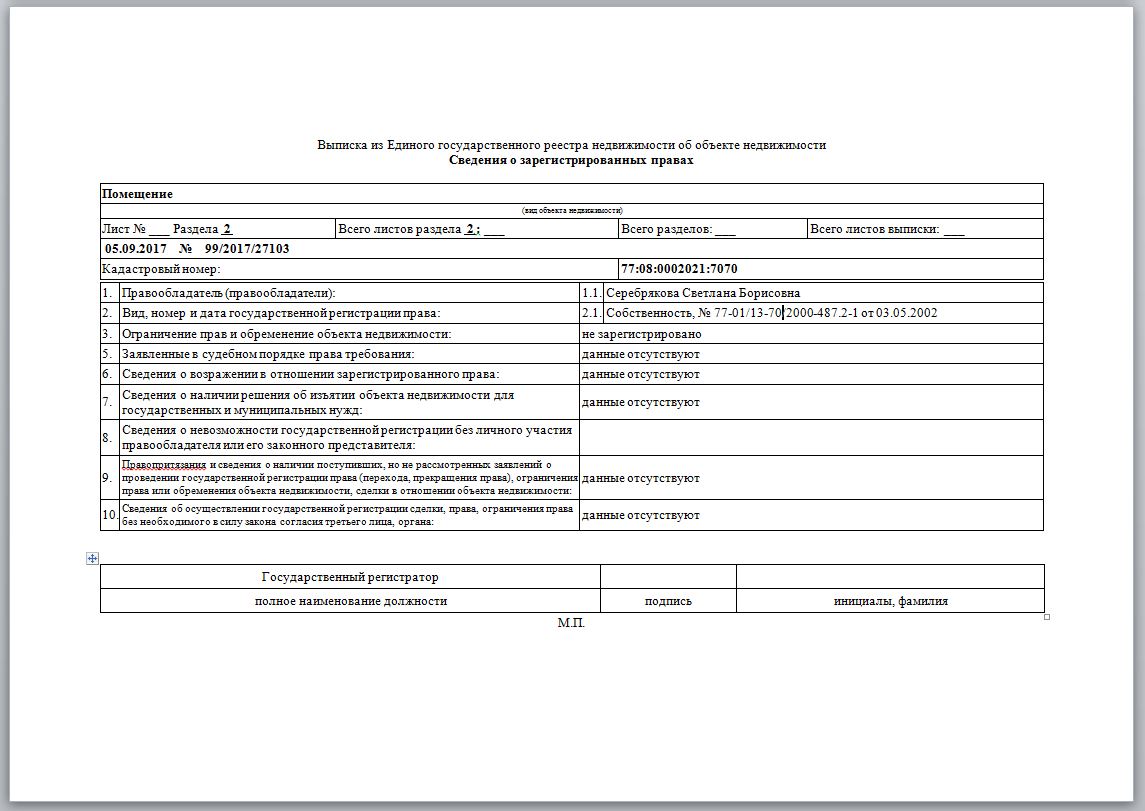 Выписка из Единого государственного реестра недвижимости об объекте недвижимости
Сведения о зарегистрированных правах
Помещение
(вид объекта недвижимости)
Лист № ___ Раздела 2 Всего листов раздела 2 : ___ Всего разделов: ___ Всего листов выписки: ___
05.09.2017 № 99/2017/27103
Кадастровый номер: 77:08:0002021:7070
1. Правообладатель (правообладатели): 1.1. Серебрякова Светлана Борисовна
2. Вид, номер и дата государственной регистрации права: 2.1. Собственность, № 77-01/13-70/2000-487.2-1 от 03.05.2002
3. Ограничение прав и обременение объекта недвижимости: не зарегистрировано
5. Заявленные в судебном порядке права требования: данные отсутствуют
6. Сведения о возражении в отношении зарегистрированного права: данные отсутствуют
7. Сведения о наличии решения об изъятии объекта недвижимости для
государственных и муниципальных нужд: данные отсутствуют
8. Сведения о невозможности государственной регистрации без личного участия
правообладателя или его законного представителя:
9. Правопритязания и сведения о наличии поступивших, но не рассмотренных заявлений о
проведении государственной регистрации права (перехода, прекращения права), ограничения
права или обременения объекта недвижимости, сделки в отношении объекта недвижимости: данные отсутствуют
10. Сведения об осуществлении государственной регистрации сделки, права, ограничения права
без необходимого в силу закона согласия третьего лица, органа: данные отсутствуют
Государственный регистратор
полное наименование должности подпись инициалы, фамилия
М.П.